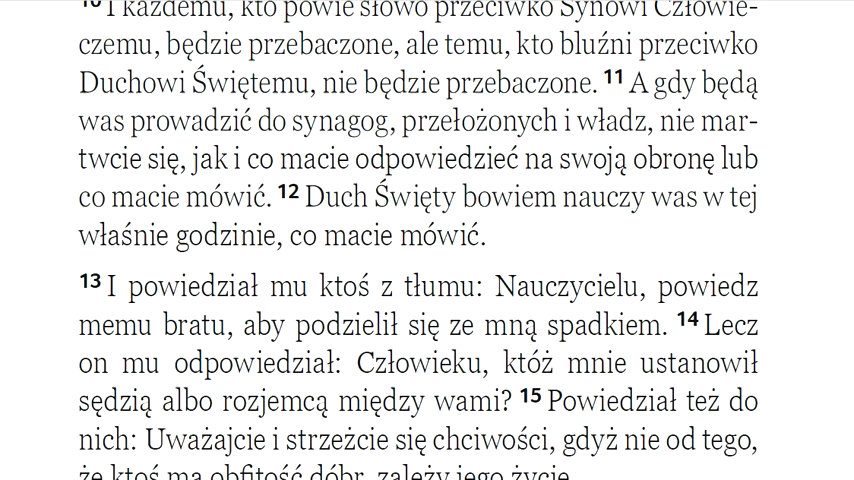 10 I każdemu, kto powie słowo przeciwko Synowi Człowie-
czemu, będzie przebaczone, ale temu, kto bluźni przeciwko
Duchowi Świętemu, nie będzie przebaczone. 11 A gdy będą
was prowadzić do synagog, przełożonych i władz, nie mar-
twcie się, jak i co macie odpowiedzieć na swoją obronę lub
co macie mówić. 12 Duch Święty bowiem nauczy was w tej
właśnie godzinie, co macie mówić.
13 I powiedział mu ktoś z tłumu: Nauczycielu, powiedz
memu bratu, aby podzielił się ze mną spadkiem. 14 Lecz
on mu odpowiedział: Człowieku, któż mnie ustanowił
sędzią albo rozjemcą między wami? 15 Powiedział też do
nich: Uważajcie i strzeżcie się chciwości, gdyż nie od tego,
że ktoś ma obfitość dóbr, zależy jego życie.